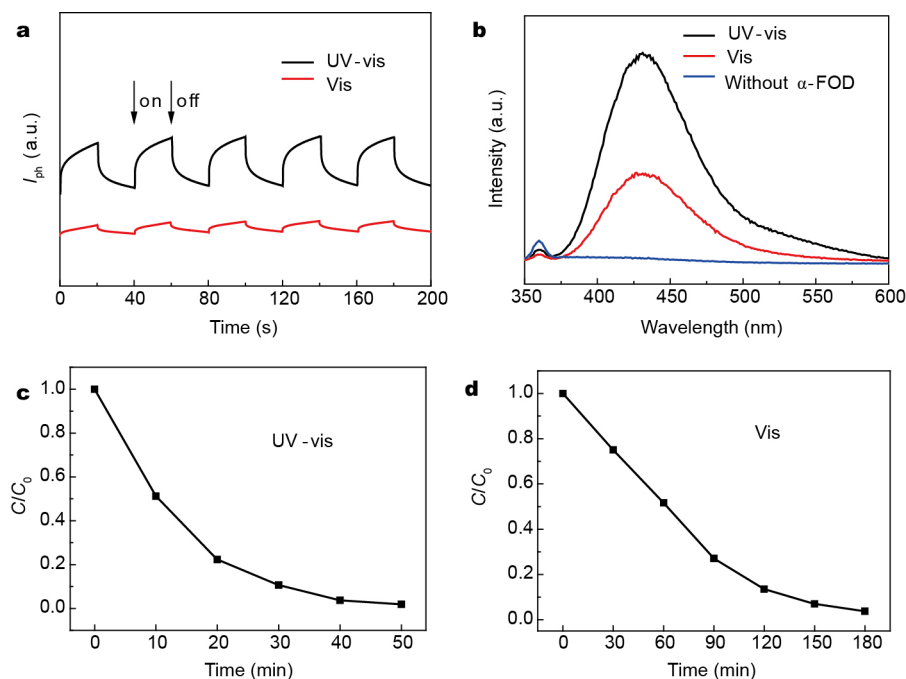 a
UV-vis
Vis
on off
I_ph (a.u.)
0 40 80 120 160 200
Time (s)
b
UV-vis
Vis
Without α-FOD
Intensity (a.u.)
350 400 450 500 550 600
Wavelength (nm)
c
UV-vis
C/C₀
1.0
0.8
0.6
0.4
0.2
0.0
0 10 20 30 40 50
Time (min)
d
Vis
C/C₀
1.0
0.8
0.6
0.4
0.2
0.0
0 30 60 90 120 150 180
Time (min)